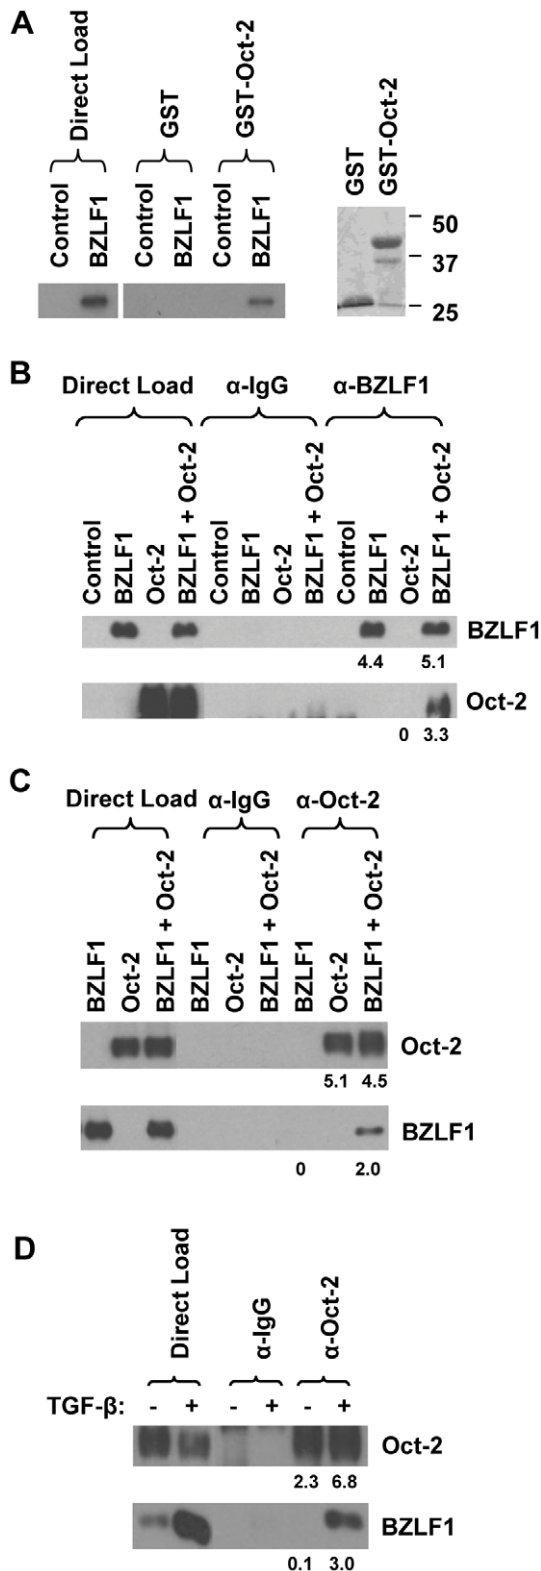 A
Direct Load GST GST-Oct-2
Control BZLF1 Control BZLF1 Control BZLF1
GST GST-Oct-2
50
37
25
B
Direct Load α-IgG α-BZLF1
Control BZLF1 Oct-2 BZLF1 + Oct-2 Control BZLF1 Oct-2 BZLF1 + Oct-2 Control BZLF1 Oct-2 BZLF1 + Oct-2
BZLF1
4.4 5.1
Oct-2
0 3.3
C
Direct Load α-IgG α-Oct-2
BZLF1 Oct-2 BZLF1 + Oct-2 BZLF1 Oct-2 BZLF1 + Oct-2 BZLF1 Oct-2 BZLF1 + Oct-2
Oct-2
5.1 4.5
BZLF1
0 2.0
D
Direct Load α-IgG α-Oct-2
TGF-β: - + - + - +
Oct-2
2.3 6.8
BZLF1
0.1 3.0